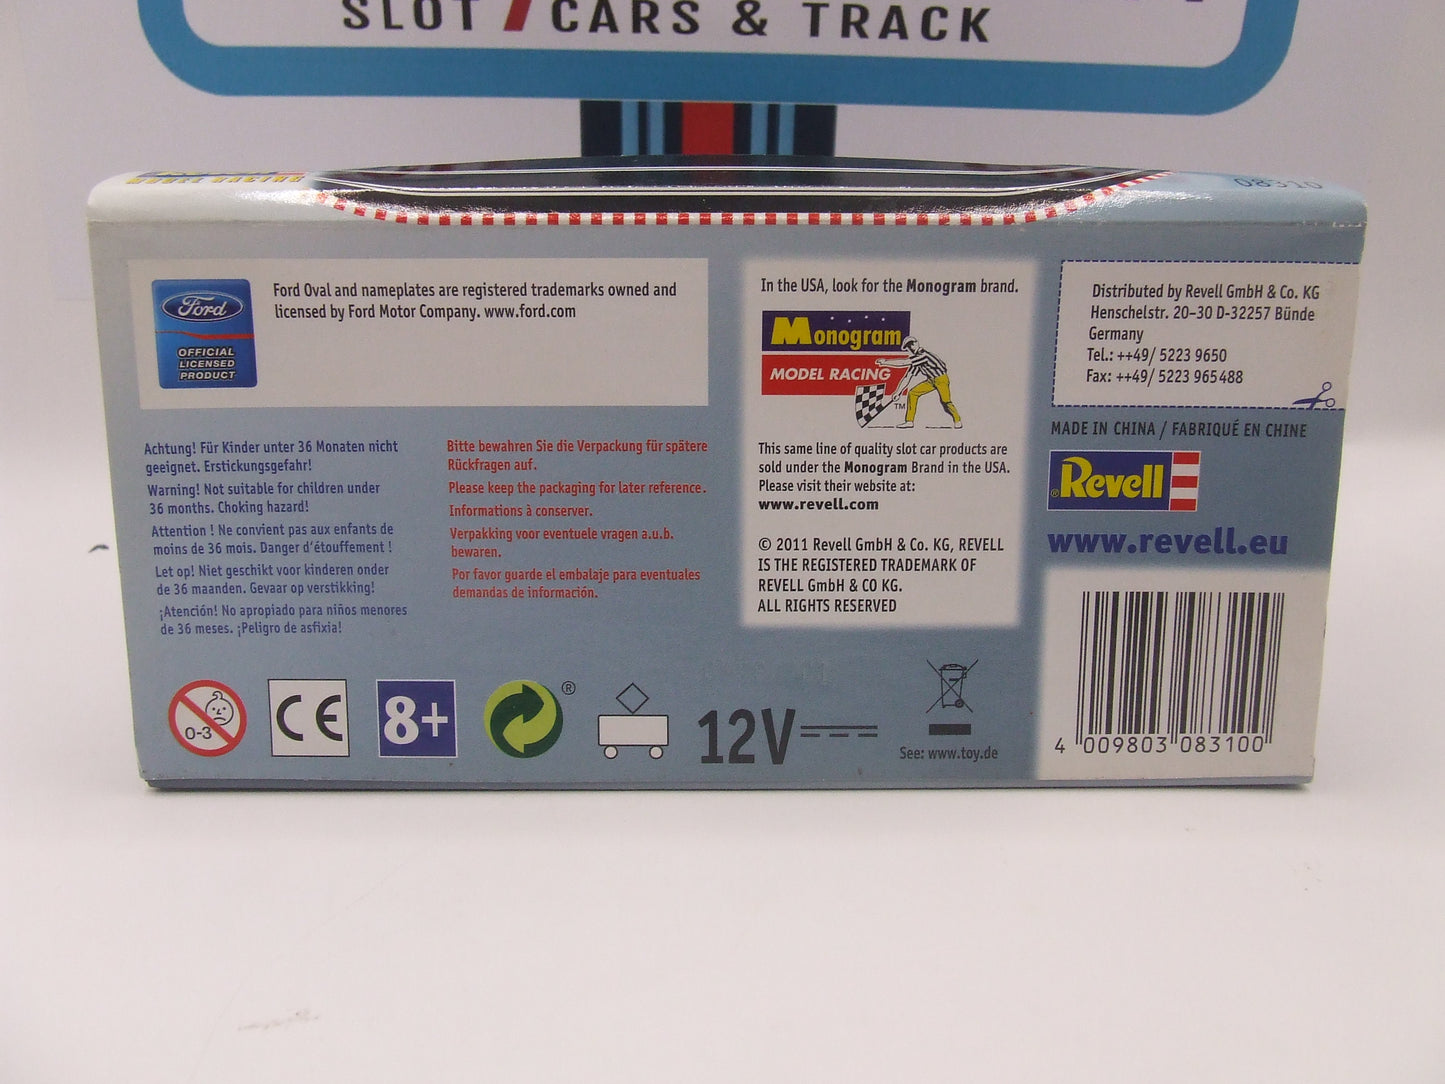 SLOT CARS & TRACK
08310
Ford
OFFICIAL
LICENSED
PRODUCT
Ford Oval and nameplates are registered trademarks owned and
licensed by Ford Motor Company. www.ford.com
Achtung! Für Kinder unter 36 Monaten nicht
geeignet. Erstickungsgefahr!
Warning! Not suitable for children under
36 months. Choking hazard!
Attention ! Ne convient pas aux enfants de
moins de 36 mois. Danger d'étouffement !
Let op! Niet geschikt voor kinderen onder
de 36 maanden. Gevaar op verstikking!
¡Atención! No apropiado para niños menores
de 36 meses. ¡Peligro de asfixia!
Bitte bewahren Sie die Verpackung für spätere
Rückfragen auf.
Please keep the packaging for later reference.
Informations à conserver.
Verpakking voor eventuele vragen a.u.b.
bewaren.
Por favor guarde el embalaje para eventuales
demandas de información.
In the USA, look for the Monogram brand.
Monogram
MODEL RACING
TM
This same line of quality slot car products are
sold under the Monogram Brand in the USA.
Please visit their website at:
www.revell.com
© 2011 Revell GmbH & Co. KG, REVELL
IS THE REGISTERED TRADEMARK OF
REVELL GmbH & CO KG.
ALL RIGHTS RESERVED
Distributed by Revell GmbH & Co. KG
Henschelstr. 20-30 D-32257 Bünde
Germany
Tel.: ++49/ 5223 9650
Fax: ++49/ 5223 965488
MADE IN CHINA / FABRIQUÉ EN CHINE
® Revell
www.revell.eu
0-3
CE
8+
®
12V
See: www.toy.de
4 009803 083100